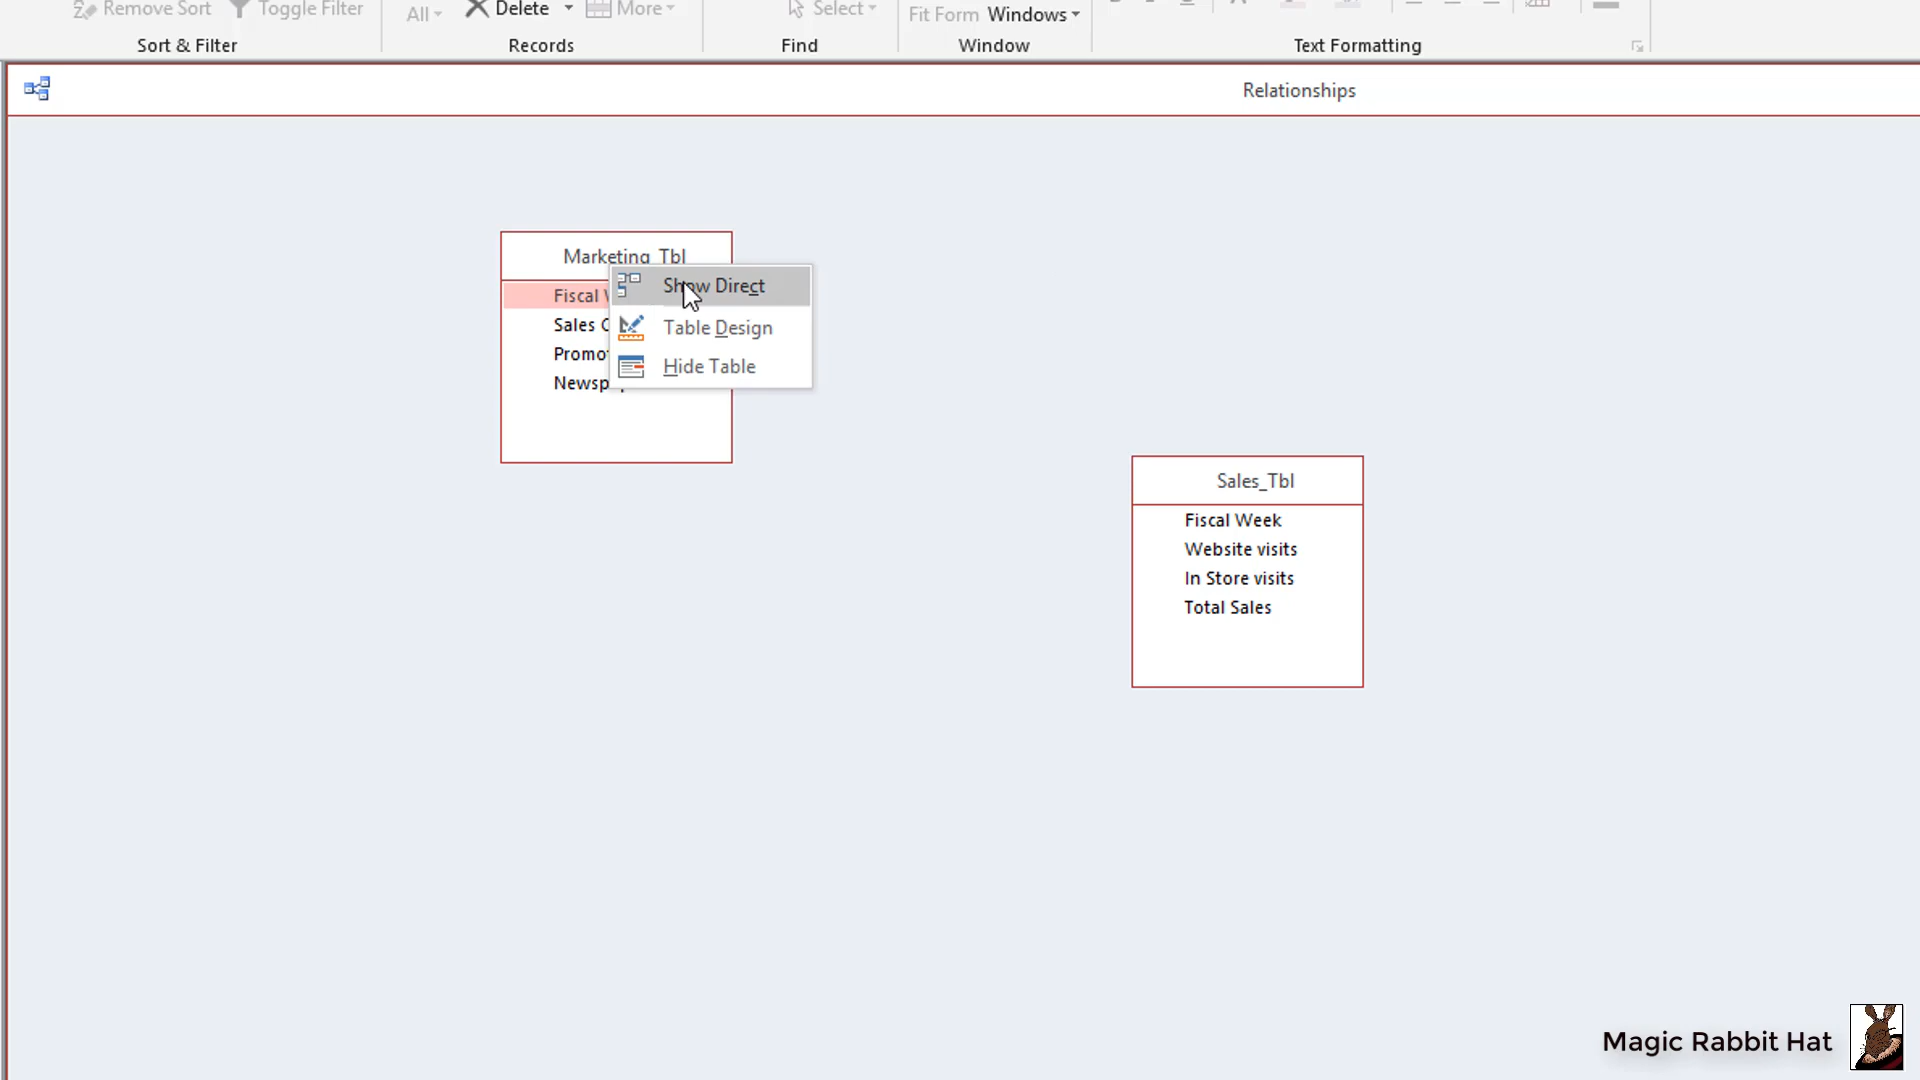 Remove Sort
Toggle Filter
All
Delete
More
Select
Fit Form
Windows
Sort & Filter
Records
Find
Window
Text Formatting
Relationships
Marketing_Tbl
Fiscal
Sales
Show Direct
Table Design
Hide Table
Sales_Tbl
Fiscal Week
Website visits
In Store visits
Total Sales
Magic Rabbit Hat